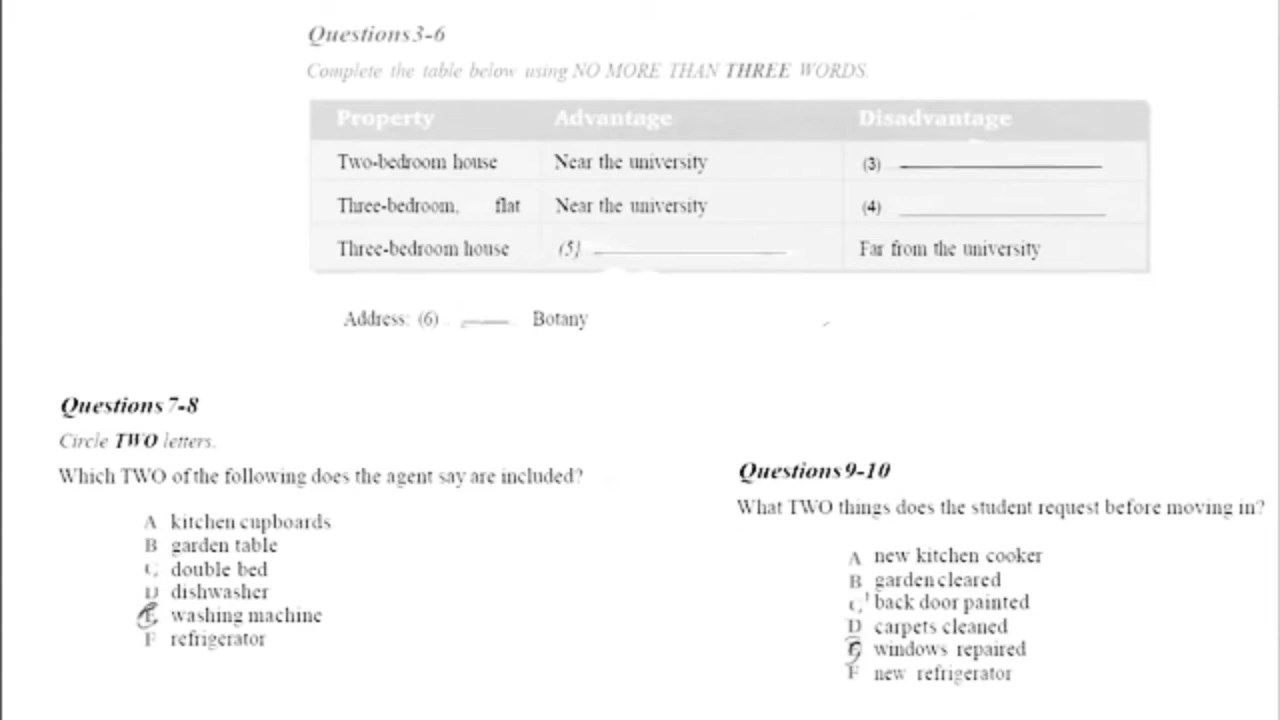 Questions 3-6
Complete the table below using NO MORE THAN THREE WORDS.
Property Advantage Disadvantage
Two-bedroom house Near the university (3)
Three-bedroom, flat Near the university (4)
Three-bedroom house (5) Far from the university
Address: (6) Botany
Questions 7-8
Circle TWO letters.
Which TWO of the following does the agent say are included?
A kitchen cupboards
B garden table
C double bed
D dishwasher
E washing machine
F refrigerator
Questions 9-10
What TWO things does the student request before moving in?
A new kitchen cooker
B garden cleared
C back door painted
D carpets cleaned
E windows repaired
F new refrigerator